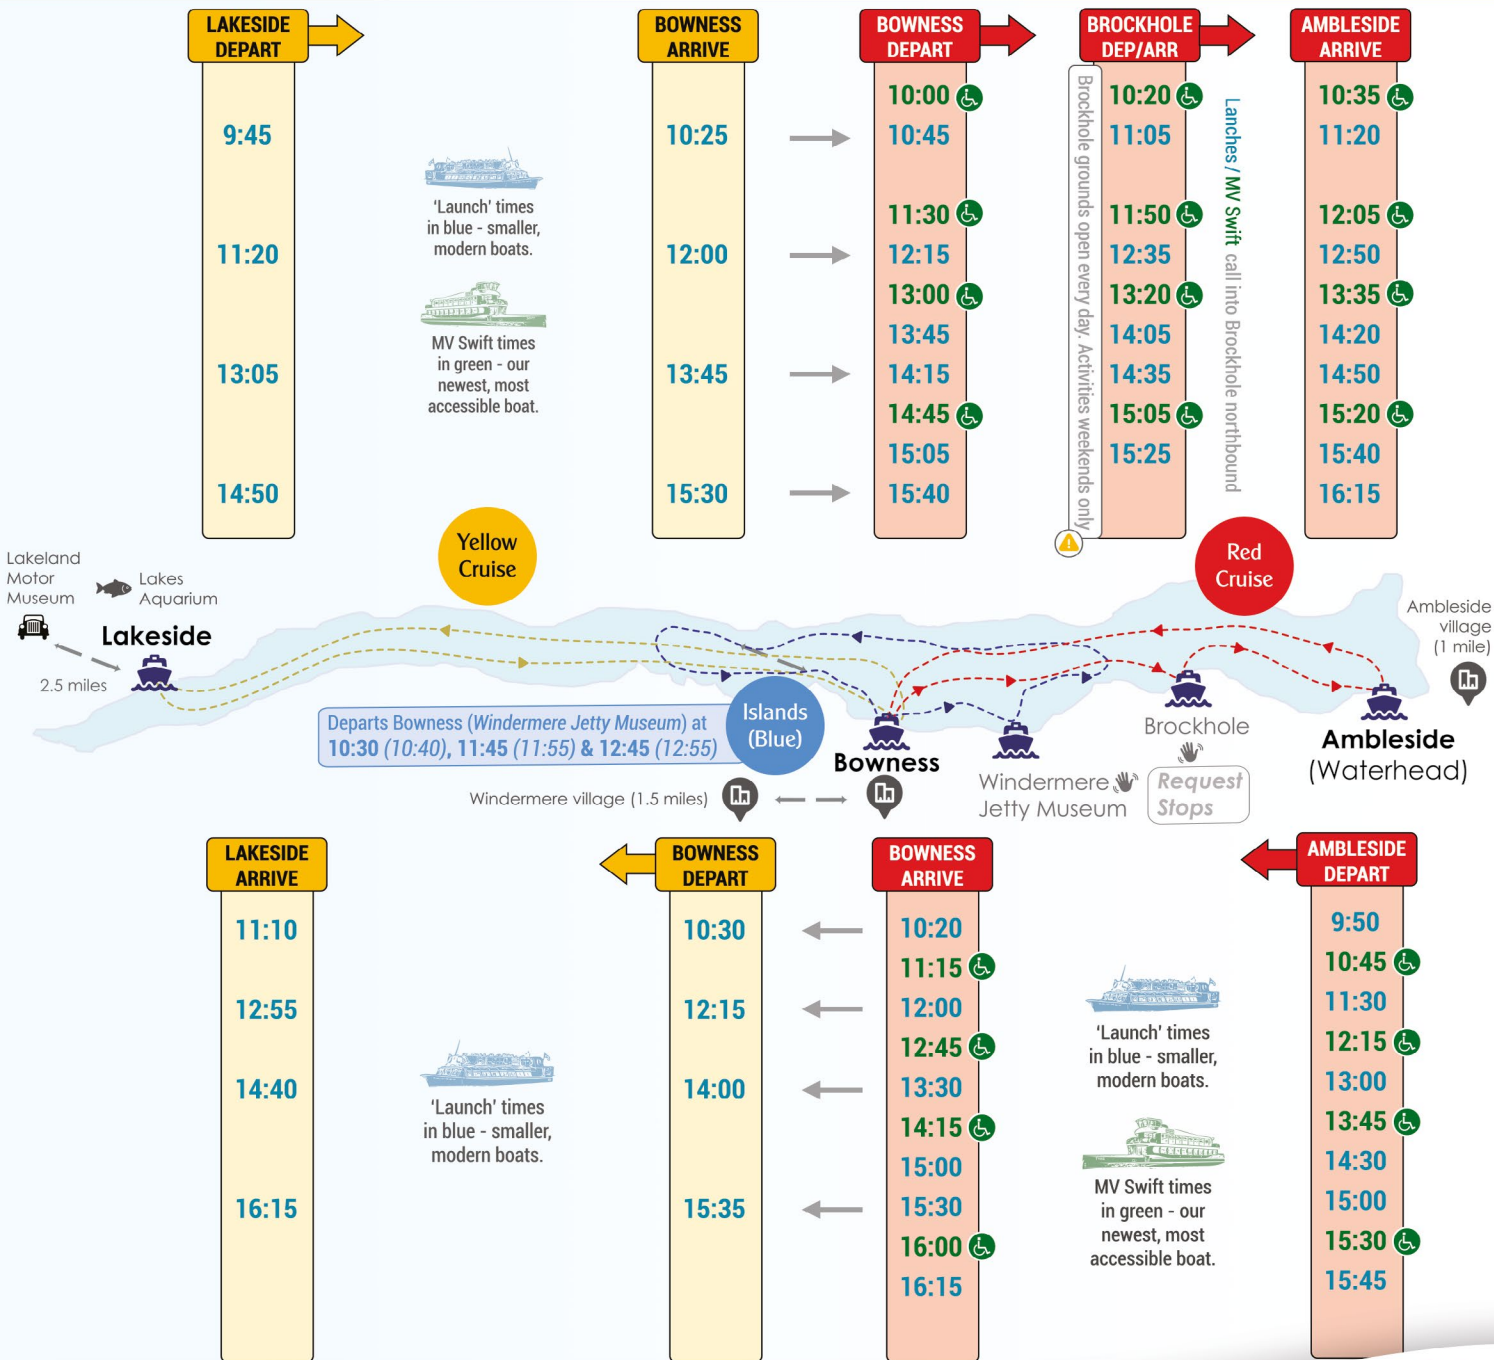 LAKESIDE
DEPART
9:45
11:20
13:05
14:50
'Launch' times
in blue - smaller,
modern boats.
MV Swift times
in green - our
newest, most
accessible boat.
BOWNESS
ARRIVE
10:25
12:00
13:45
15:30
BOWNESS
DEPART
10:00
10:45
11:30
12:15
13:00
13:45
14:15
14:45
15:05
15:40
Brockhole grounds open every day. Activities weekends only
BROCKHOLE
DEP/ARR
10:20
11:05
11:50
12:35
13:20
14:05
14:35
15:05
15:25
Lanches / MV Swift call into Brockhole northbound
AMBLESIDE
ARRIVE
10:35
11:20
12:05
12:50
13:35
14:20
14:50
15:20
15:40
16:15
Yellow
Cruise
Red
Cruise
Lakeland
Motor
Museum
Lakes
Aquarium
Lakeside
2.5 miles
Departs Bowness (Windermere Jetty Museum) at
10:30 (10:40), 11:45 (11:55) & 12:45 (12:55)
Islands
(Blue)
Bowness
Windermere village (1.5 miles)
Windermere
Jetty Museum
Brockhole
Request
Stops
Ambleside
(Waterhead)
Ambleside
village
(1 mile)
LAKESIDE
ARRIVE
11:10
12:55
14:40
16:15
'Launch' times
in blue - smaller,
modern boats.
BOWNESS
DEPART
10:30
12:15
14:00
15:35
BOWNESS
ARRIVE
10:20
11:15
12:00
12:45
13:30
14:15
15:00
15:30
16:00
16:15
'Launch' times
in blue - smaller,
modern boats.
MV Swift times
in green - our
newest, most
accessible boat.
AMBLESIDE
DEPART
9:50
10:45
11:30
12:15
13:00
13:45
14:30
15:00
15:30
15:45